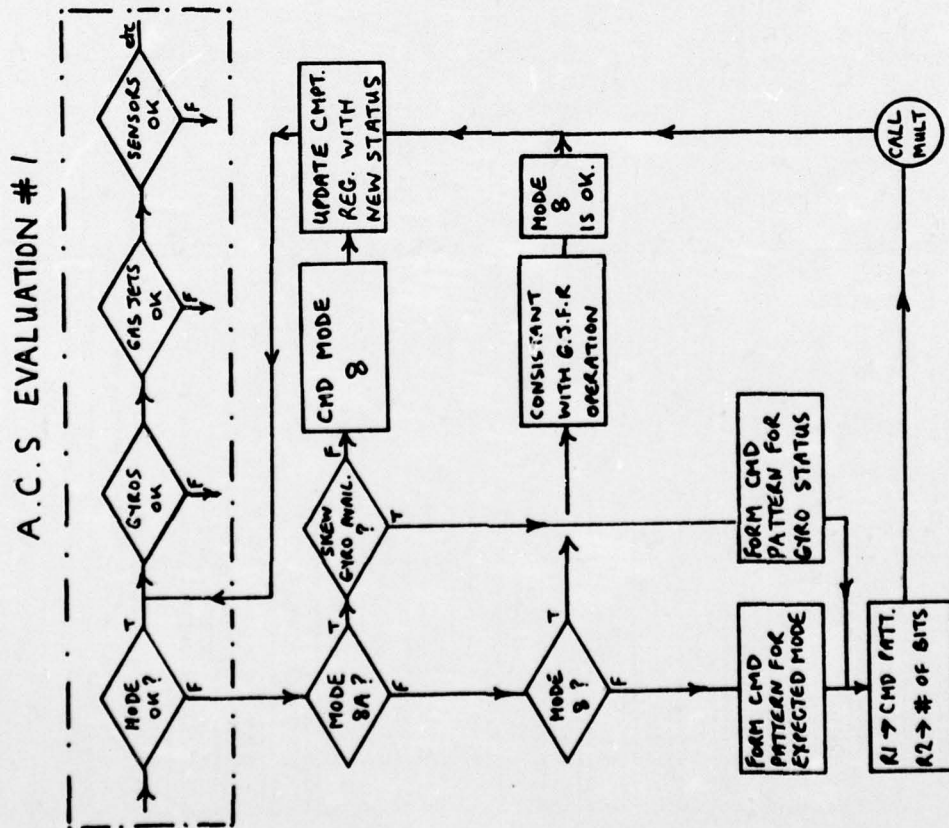 A.C.S EVALUATION # 1
MODE
OK?
T
F
GYROS
OK
F
GAS JETS
OK
F
SENSORS
OK
F
etc
MODE
8A?
T
F
SKEW
GYRO AVAIL.
?
F
T
CMD MODE
8
UPDATE CMPT.
REG. WITH
NEW STATUS
MODE
8?
T
F
CONSISTANT
WITH G.J.F.R
OPERATION
MODE
8
IS OK.
FORM CMD
PATTERN FOR
EXPECTED MODE
FORM CMD
PATTERN FOR
GYRO STATUS
R1 → CMD PATT.
R2 → # OF BITS
CALL
MULT